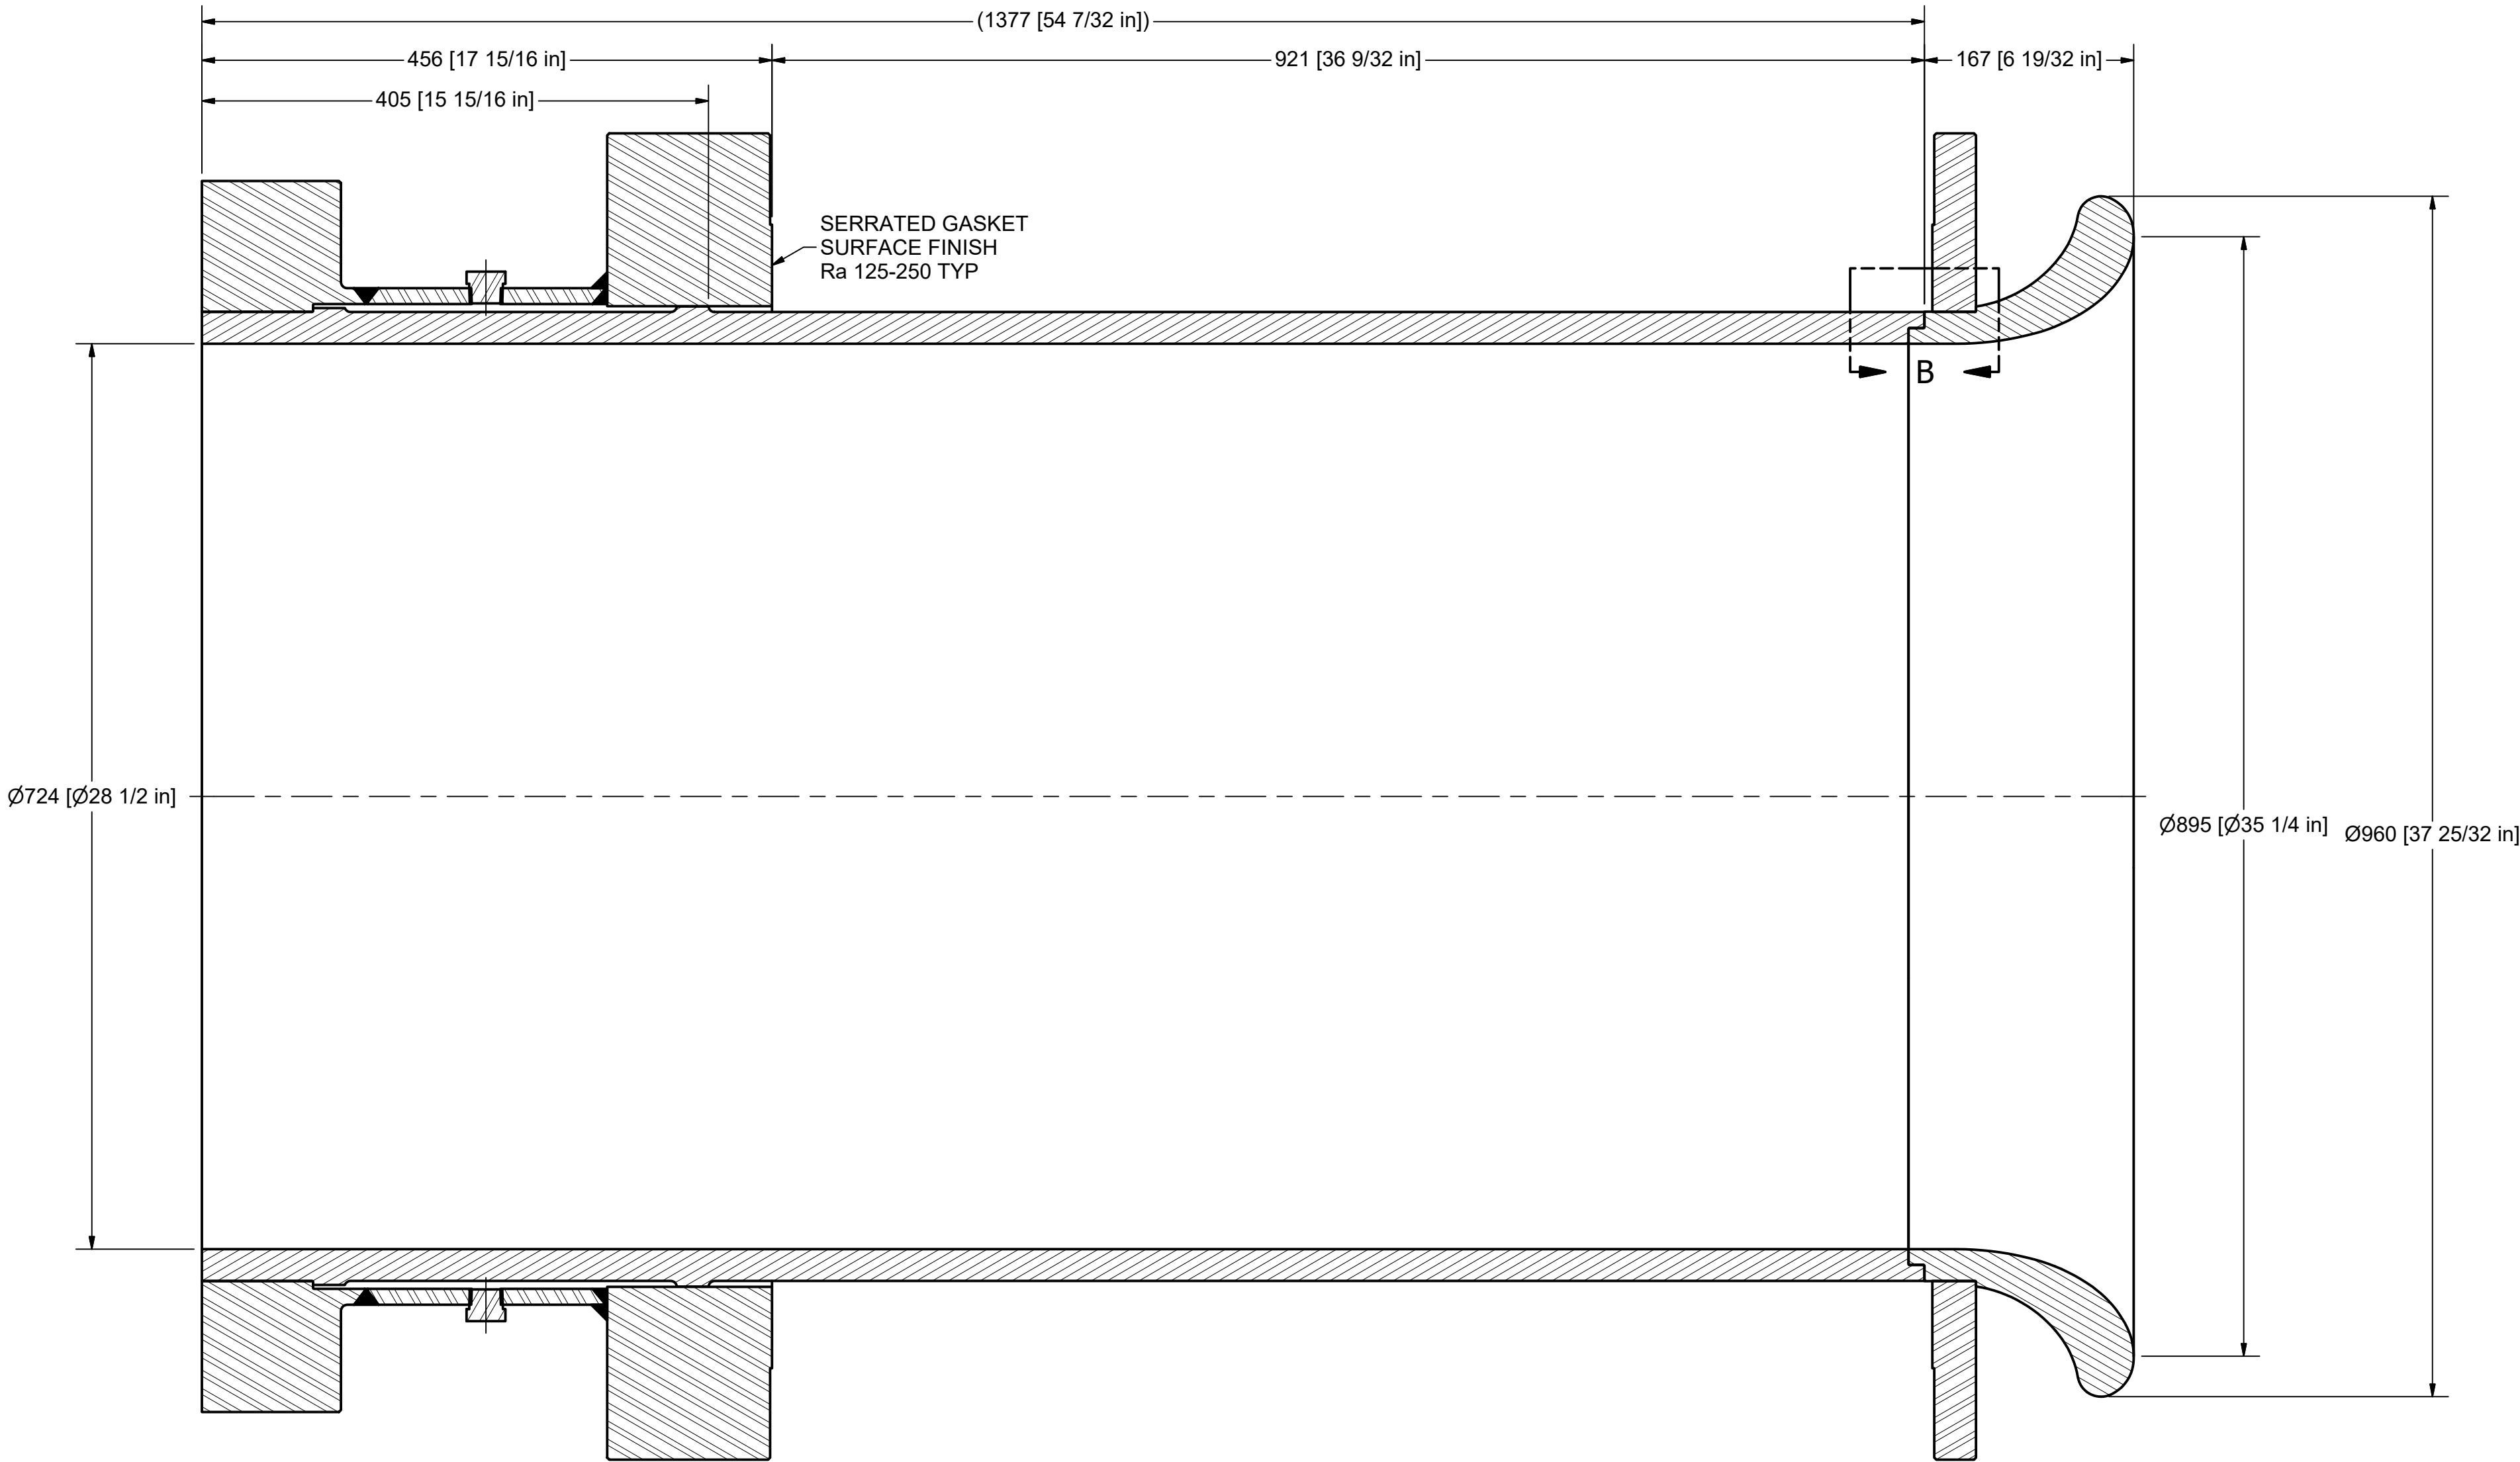 (1377 [54 7/32 in])
456 [17 15/16 in]
921 [36 9/32 in]
167 [6 19/32 in]
405 [15 15/16 in]
SERRATED GASKET
SURFACE FINISH
Ra 125-250 TYP
B
Ø724 [Ø28 1/2 in]
Ø895 [Ø35 1/4 in]
Ø960 [37 25/32 in]